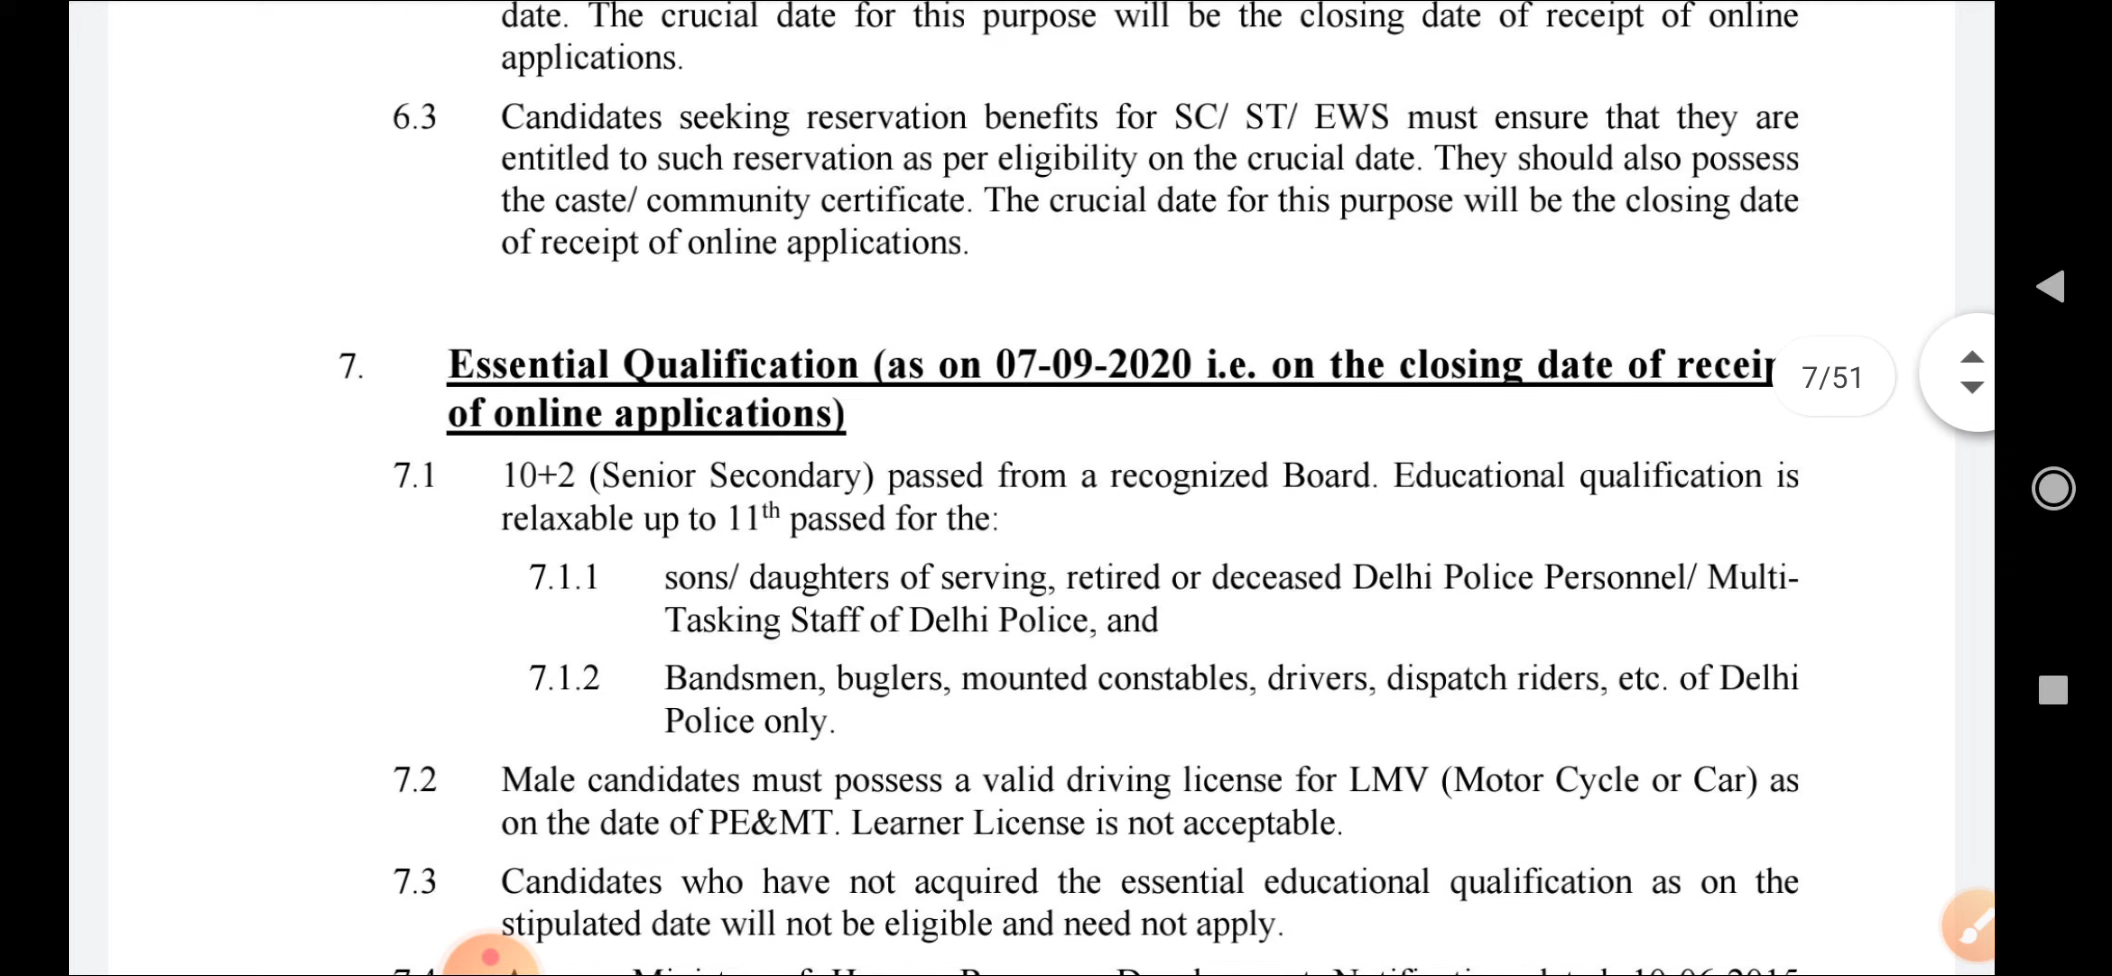 date. The crucial date for this purpose will be the closing date of receipt of online
applications.
6.3 Candidates seeking reservation benefits for SC/ ST/ EWS must ensure that they are
entitled to such reservation as per eligibility on the crucial date. They should also possess
the caste/ community certificate. The crucial date for this purpose will be the closing date
of receipt of online applications.
7. Essential Qualification (as on 07-09-2020 i.e. on the closing date of
7/51
of online applications)
7.1 10+2 (Senior Secondary) passed from a recognized Board. Educational qualification is
relaxable up to 11th passed for the:
7.1.1 sons/ daughters of serving, retired or deceased Delhi Police Personnel/ Multi-
Tasking Staff of Delhi Police, and
7.1.2 Bandsmen, buglers, mounted constables, drivers, dispatch riders, etc. of Delhi
Police only.
7.2 Male candidates must possess a valid driving license for LMV (Motor Cycle or Car) as
on the date of PE&MT. Learner License is not acceptable.
7.3 Candidates who have not acquired the essential educational qualification as on the
stipulated date will not be eligible and need not apply.